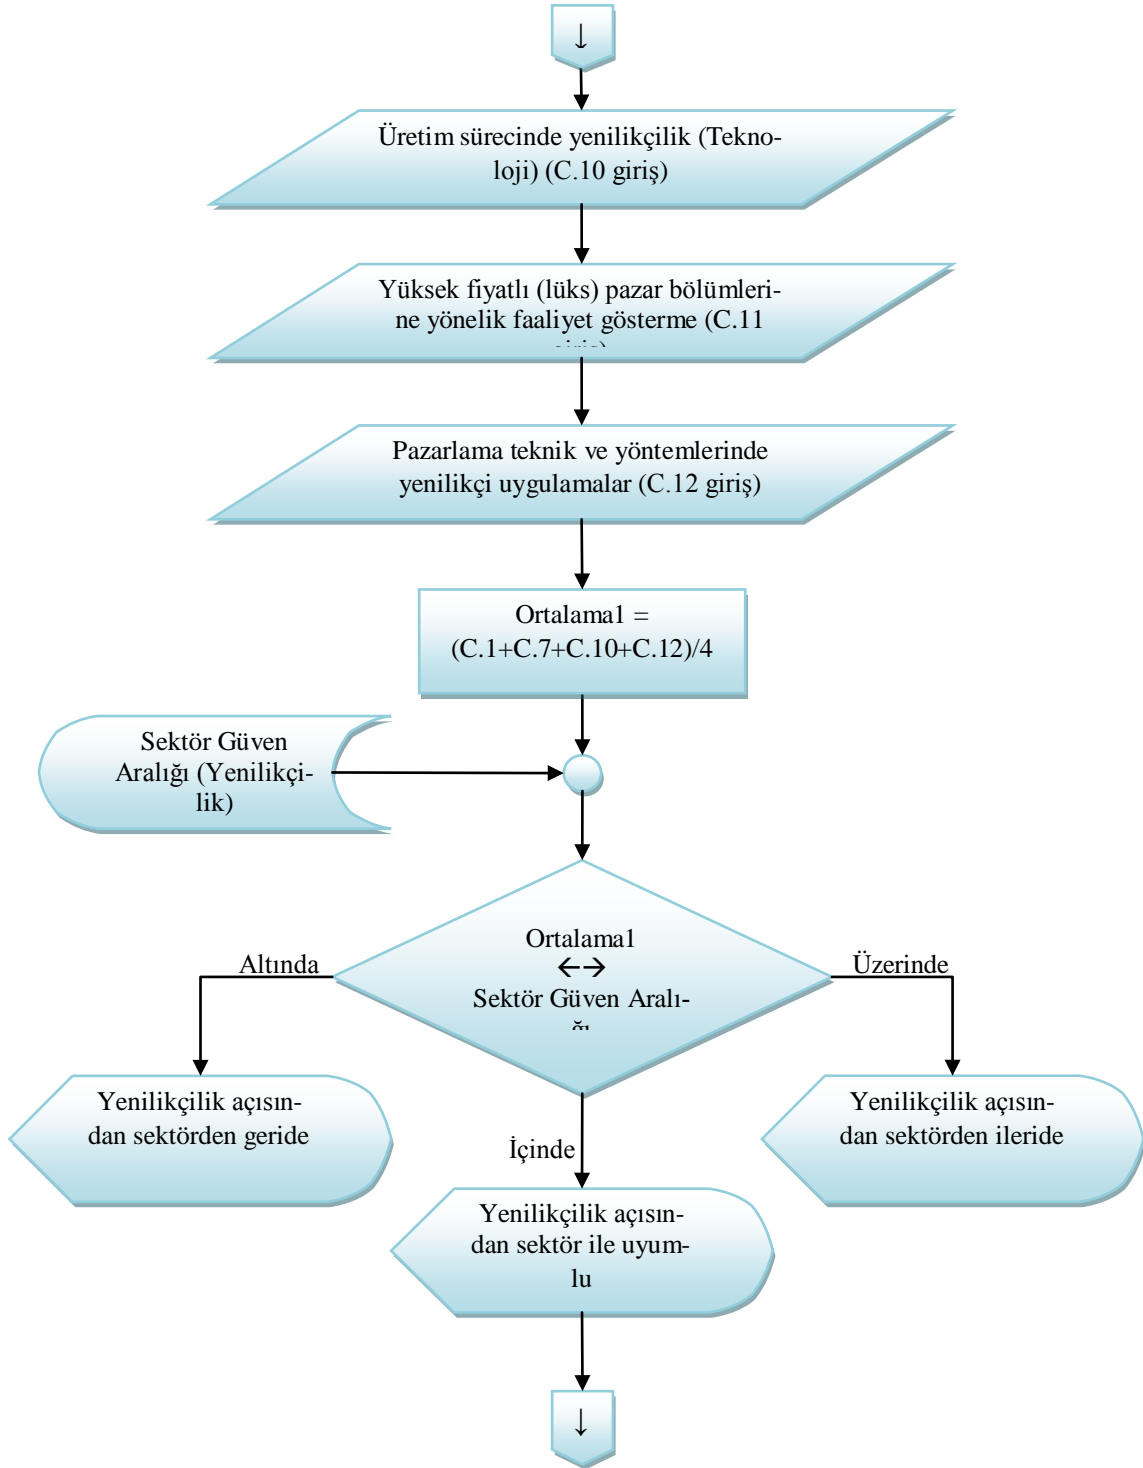 ↓
Üretim sürecinde yenilikçilik (Tekno-
loji) (C.10 giriş)
Yüksek fiyatlı (lüks) pazar bölümleri-
ne yönelik faaliyet gösterme (C.11
Pazarlama teknik ve yöntemlerinde
yenilikçi uygulamalar (C.12 giriş)
Ortalama1 =
(C.1+C.7+C.10+C.12)/4
Sektör Güven
Aralığı (Yenilikçi-
lik)
Ortalama1
←→
Sektör Güven Aralı-
Altında
Üzerinde
Yenilikçilik açısın-
dan sektörden geride
Yenilikçilik açısın-
dan sektörden ileride
İçinde
Yenilikçilik açısın-
dan sektör ile uyum-
lu
↓